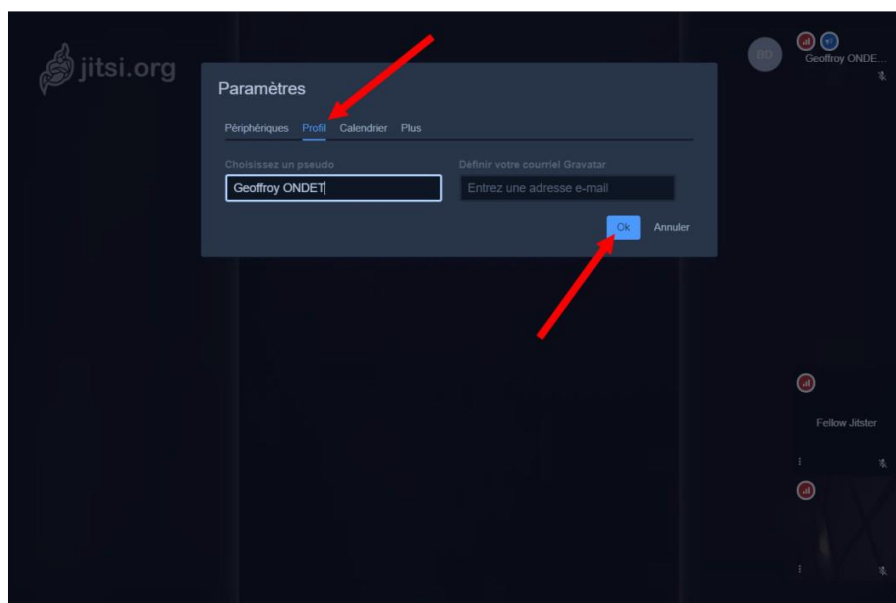 jitsi.org
BD
Geoffroy ONDE...
Paramètres
Périphériques Profil Calendrier Plus
Choisissez un pseudo
Définir votre courriel Gravatar
Geoffroy ONDET
Entrez une adresse e-mail
Ok Annuler
Fellow Jitster